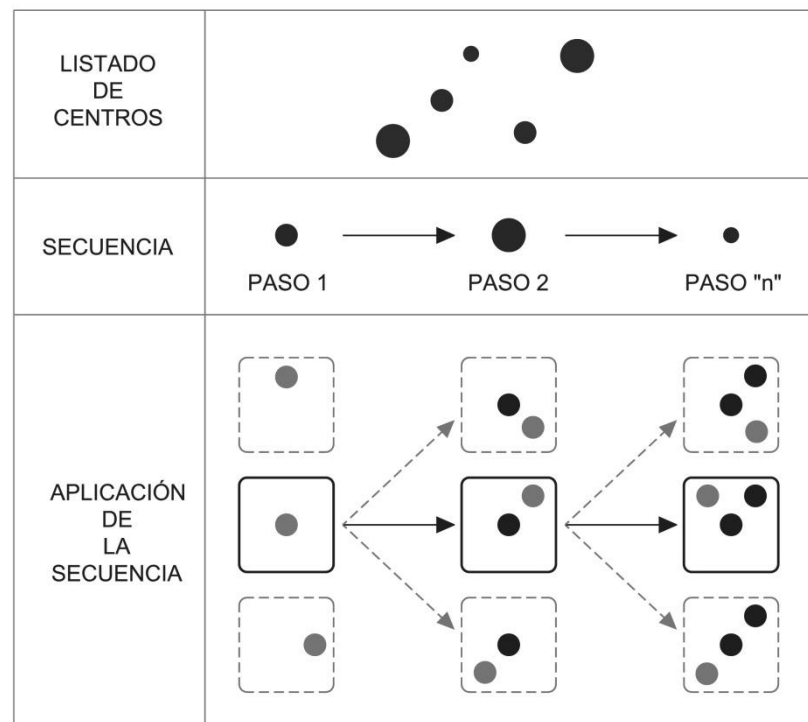 LISTADO
DE
CENTROS
SECUENCIA
PASO 1
PASO 2
PASO "n"
APLICACIÓN
DE
LA
SECUENCIA